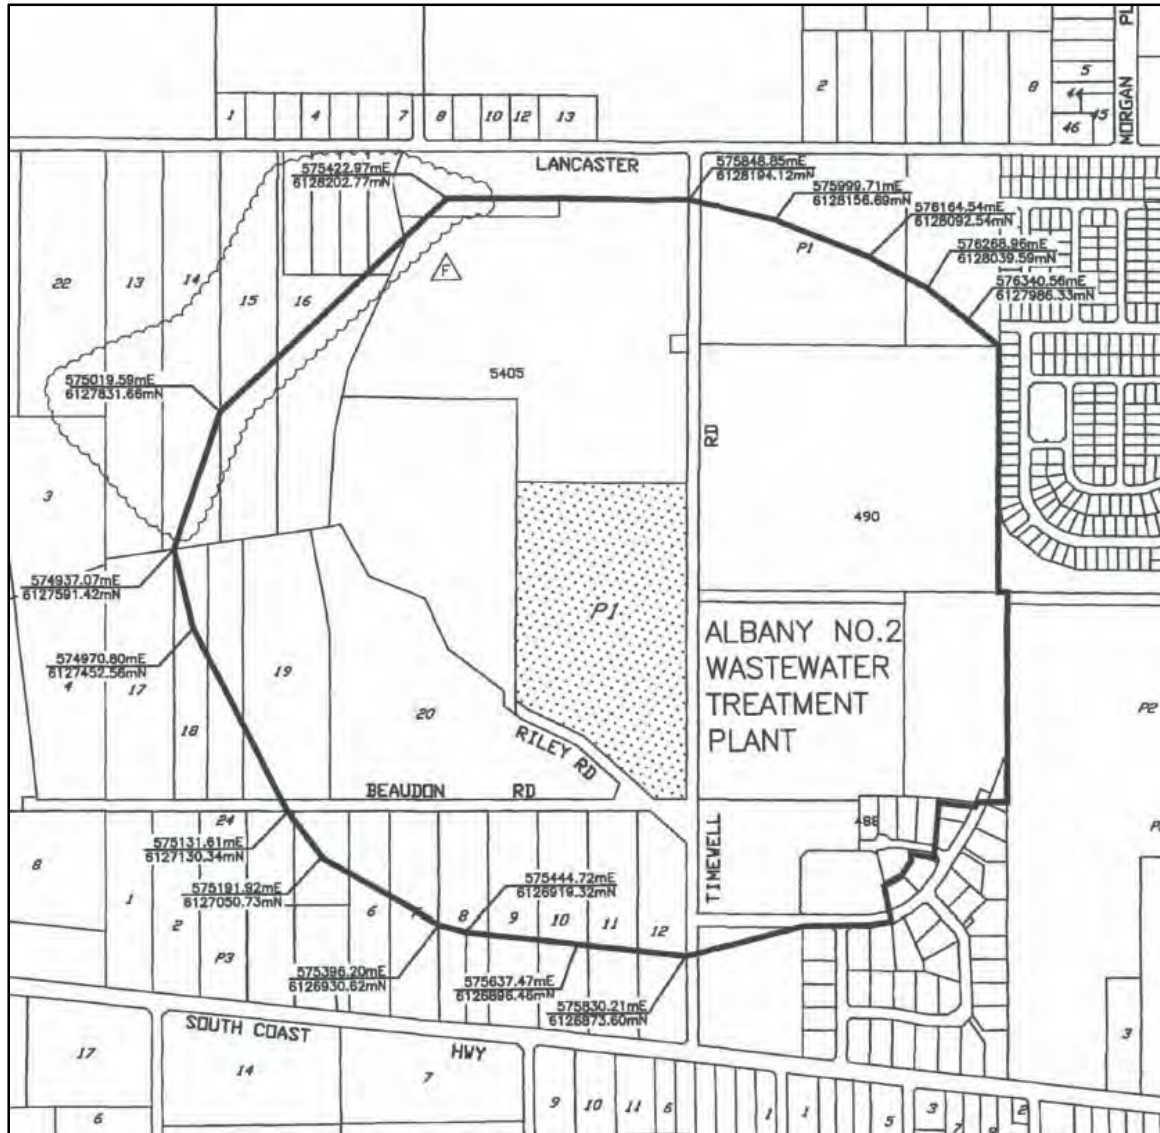 PL
MORGAN
2
8
5
44
45
46
1
4
7
8
10
12
13
LANCASTER
575422.97mE
6128202.77mN
575848.85mE
6128194.12mN
575999.71mE
6128156.69mN
576164.54mE
6128092.54mN
P1
576268.96mE
6128039.59mN
576340.56mE
6127986.33mN
22
13
14
15
16
F
5405
575019.59mE
6127831.66mN
RD
3
490
574937.07mE
6127591.42mN
P1
ALBANY NO.2
WASTEWATER
TREATMENT
PLANT
574970.80mE
6127452.56mN
4
17
18
19
20
P2
RILEY RD
BEAUDON RD
24
488
TIMEWELL
575131.61mE
6127130.34mN
8
575191.92mE
6127050.73mN
575444.72mE
6126919.32mN
1
2
6
8
9
10
11
12
P3
575396.20mE
6126930.62mN
575637.47mE
6126896.46mN
575830.21mE
6126873.60mN
SOUTH COAST
HWY
17
14
7
3
6
9
10
11
6
1
1
5
3
2
7